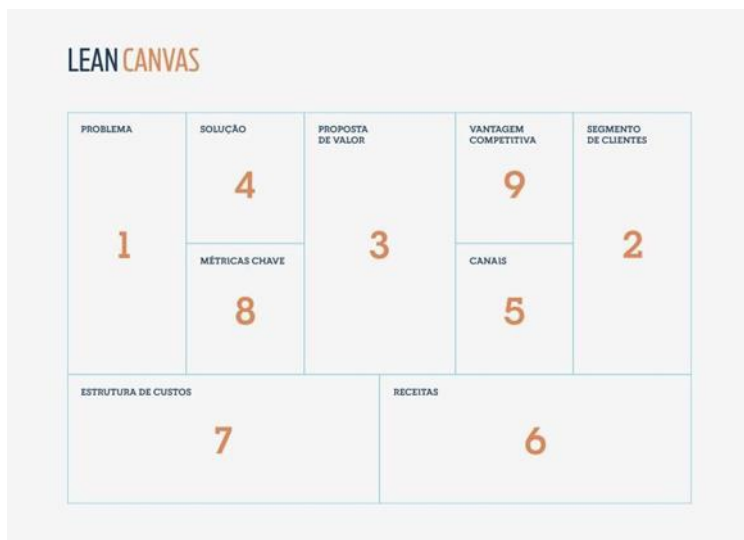 LEAN CANVAS
PROBLEMA
1
SOLUÇÃO
4
MÉTRICAS CHAVE
8
PROPOSTA
DE VALOR
3
VANTAGEM
COMPETITIVA
9
CANAIS
5
SEGMENTO
DE CLIENTES
2
ESTRUTURA DE CUSTOS
7
RECEITAS
6